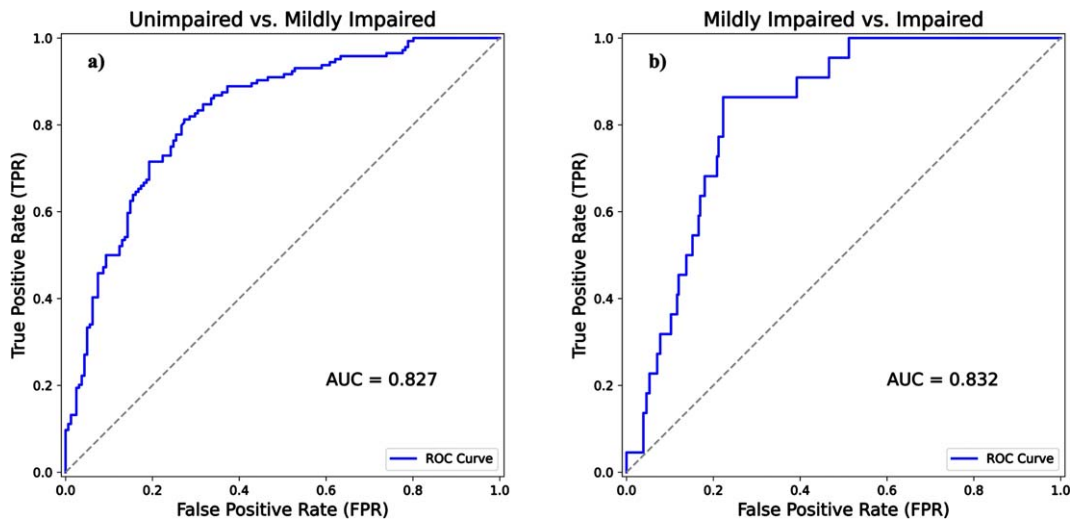 Unimpaired vs. Mildly Impaired
a)
True Positive Rate (TPR)
1.0
0.8
0.6
0.4
0.2
0.0
AUC = 0.827
ROC Curve
0.0 0.2 0.4 0.6 0.8 1.0
False Positive Rate (FPR)
Mildly Impaired vs. Impaired
b)
True Positive Rate (TPR)
1.0
0.8
0.6
0.4
0.2
0.0
AUC = 0.832
ROC Curve
0.0 0.2 0.4 0.6 0.8 1.0
False Positive Rate (FPR)